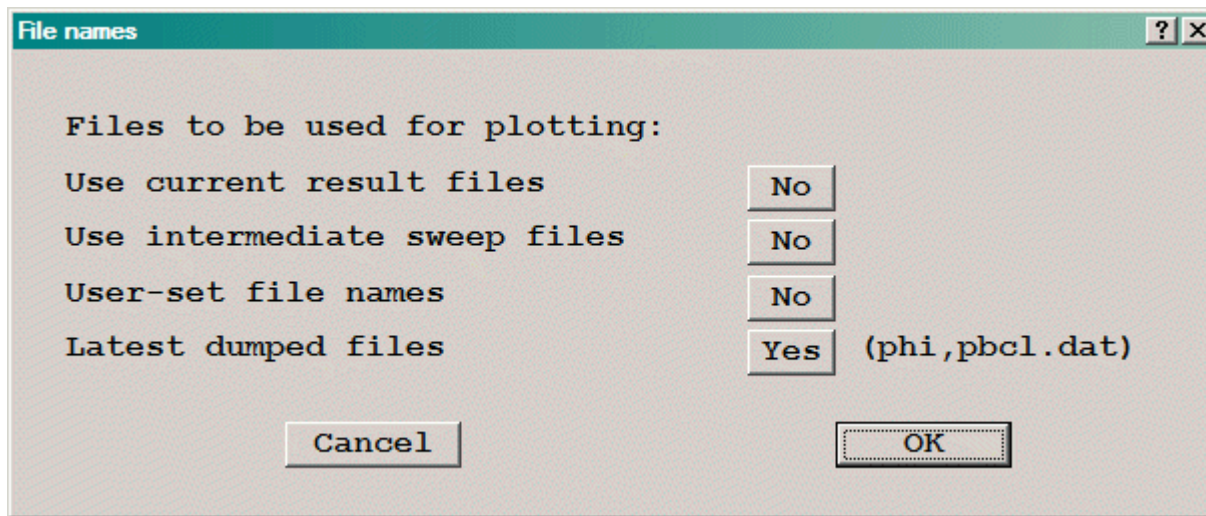 File names
Files to be used for plotting:
Use current result files No
Use intermediate sweep files No
User-set file names No
Latest dumped files Yes (phi,pbcl.dat)
Cancel OK